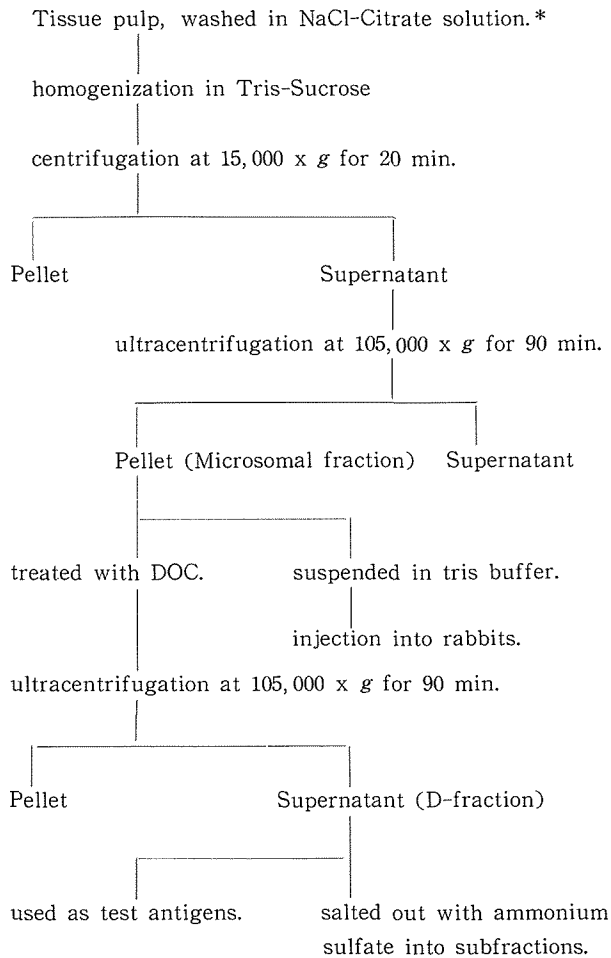 Tissue pulp, washed in NaCl-Citrate solution.*
homogenization in Tris-Sucrose
centrifugation at 15,000 x g for 20 min.
Pellet Supernatant
ultracentrifugation at 105,000 x g for 90 min.
Pellet (Microsomal fraction) Supernatant
treated with DOC. suspended in tris buffer.
injection into rabbits.
ultracentrifugation at 105,000 x g for 90 min.
Pellet Supernatant (D-fraction)
used as test antigens. salted out with ammonium
sulfate into subfractions.